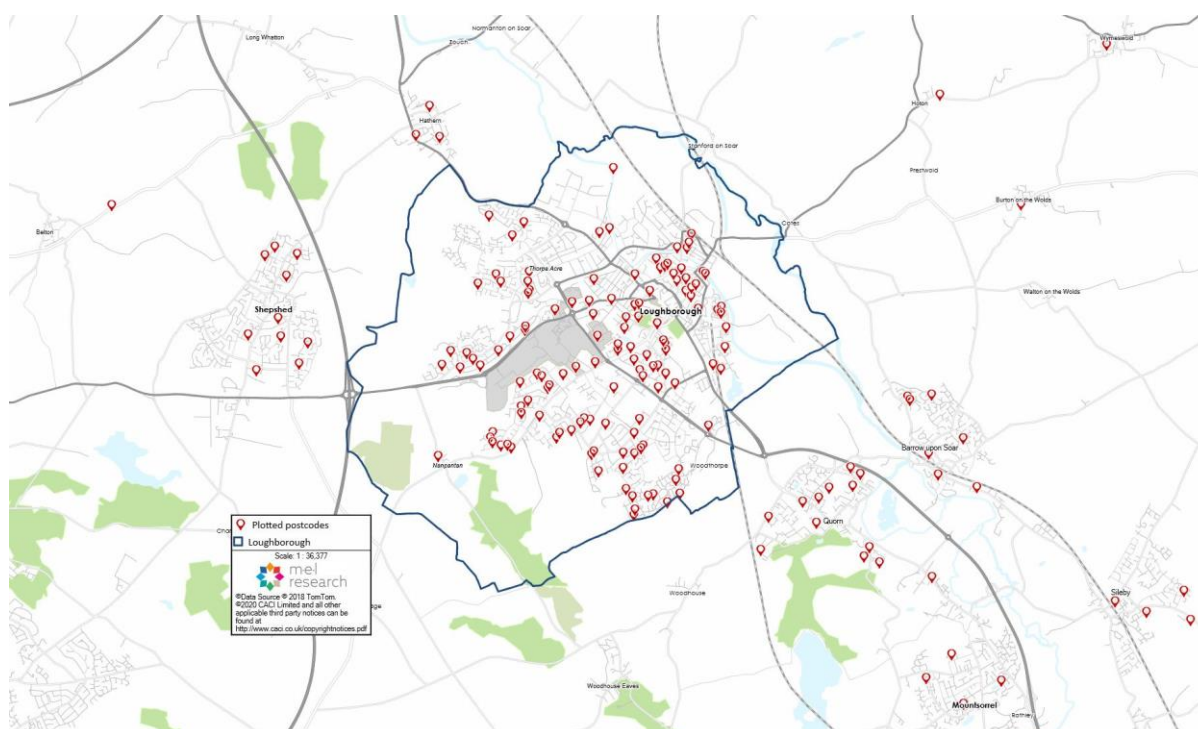 Normanton on Soar
Long Whatton
Zouch
Wymeswold
Hoton
Hathern
Stanford on Soar
Prestwold
Burton on the Wolds
Cotes
Belton
Thorpe Acre
Walton on the Wolds
Shepshed
Loughborough
Barrow upon Soar
Nanpantan
Woodthorpe
Quorn
Plotted postcodes
Loughborough
Scale: 1 : 36,377
m·e·l
research
©Data Source © 2018 TomTom.
©2020 CACI Limited and all other
applicable third party notices can be
found at
http://www.caci.co.uk/copyrightnotices.pdf
Woodhouse
Sileby
Woodhouse Eaves
Mountsorrel
Rothley